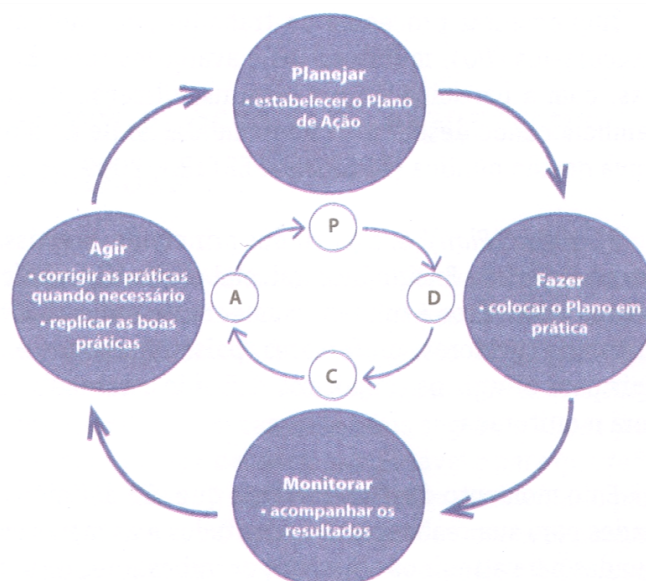 Planejar
• estabelecer o Plano
de Ação
P
Agir
• corrigir as práticas
quando necessário
• replicar as boas
práticas
A
D
Fazer
• colocar o Plano em
prática
C
Monitorar
• acompanhar os
resultados